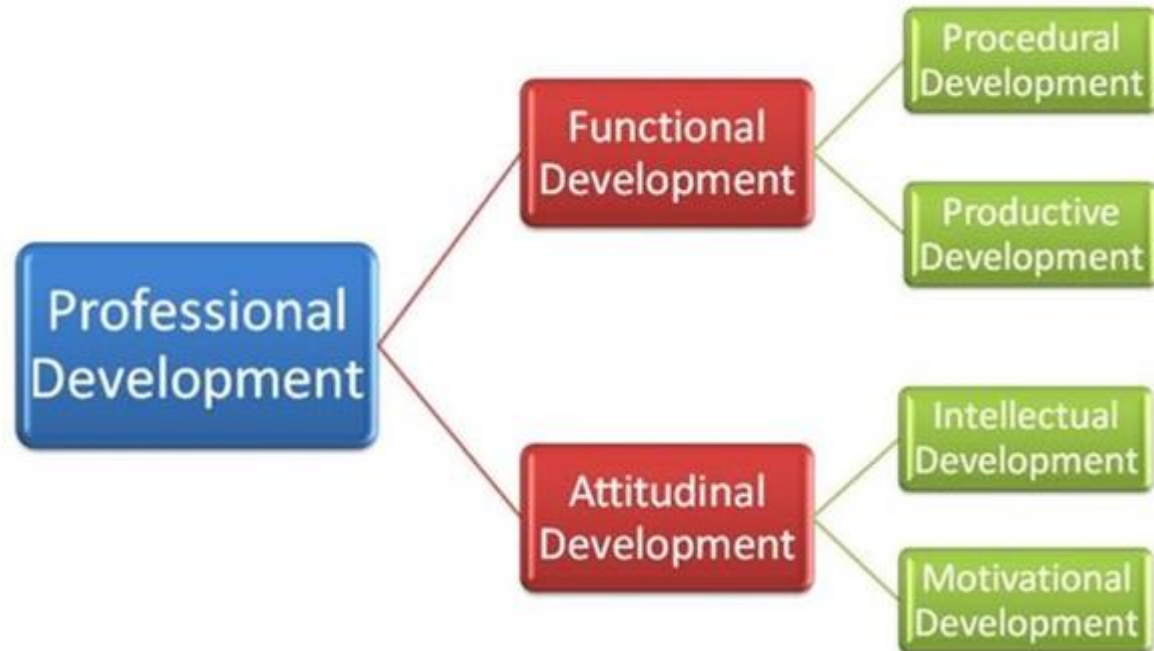 Professional
Development
Functional
Development
Procedural
Development
Productive
Development
Attitudinal
Development
Intellectual
Development
Motivational
Development